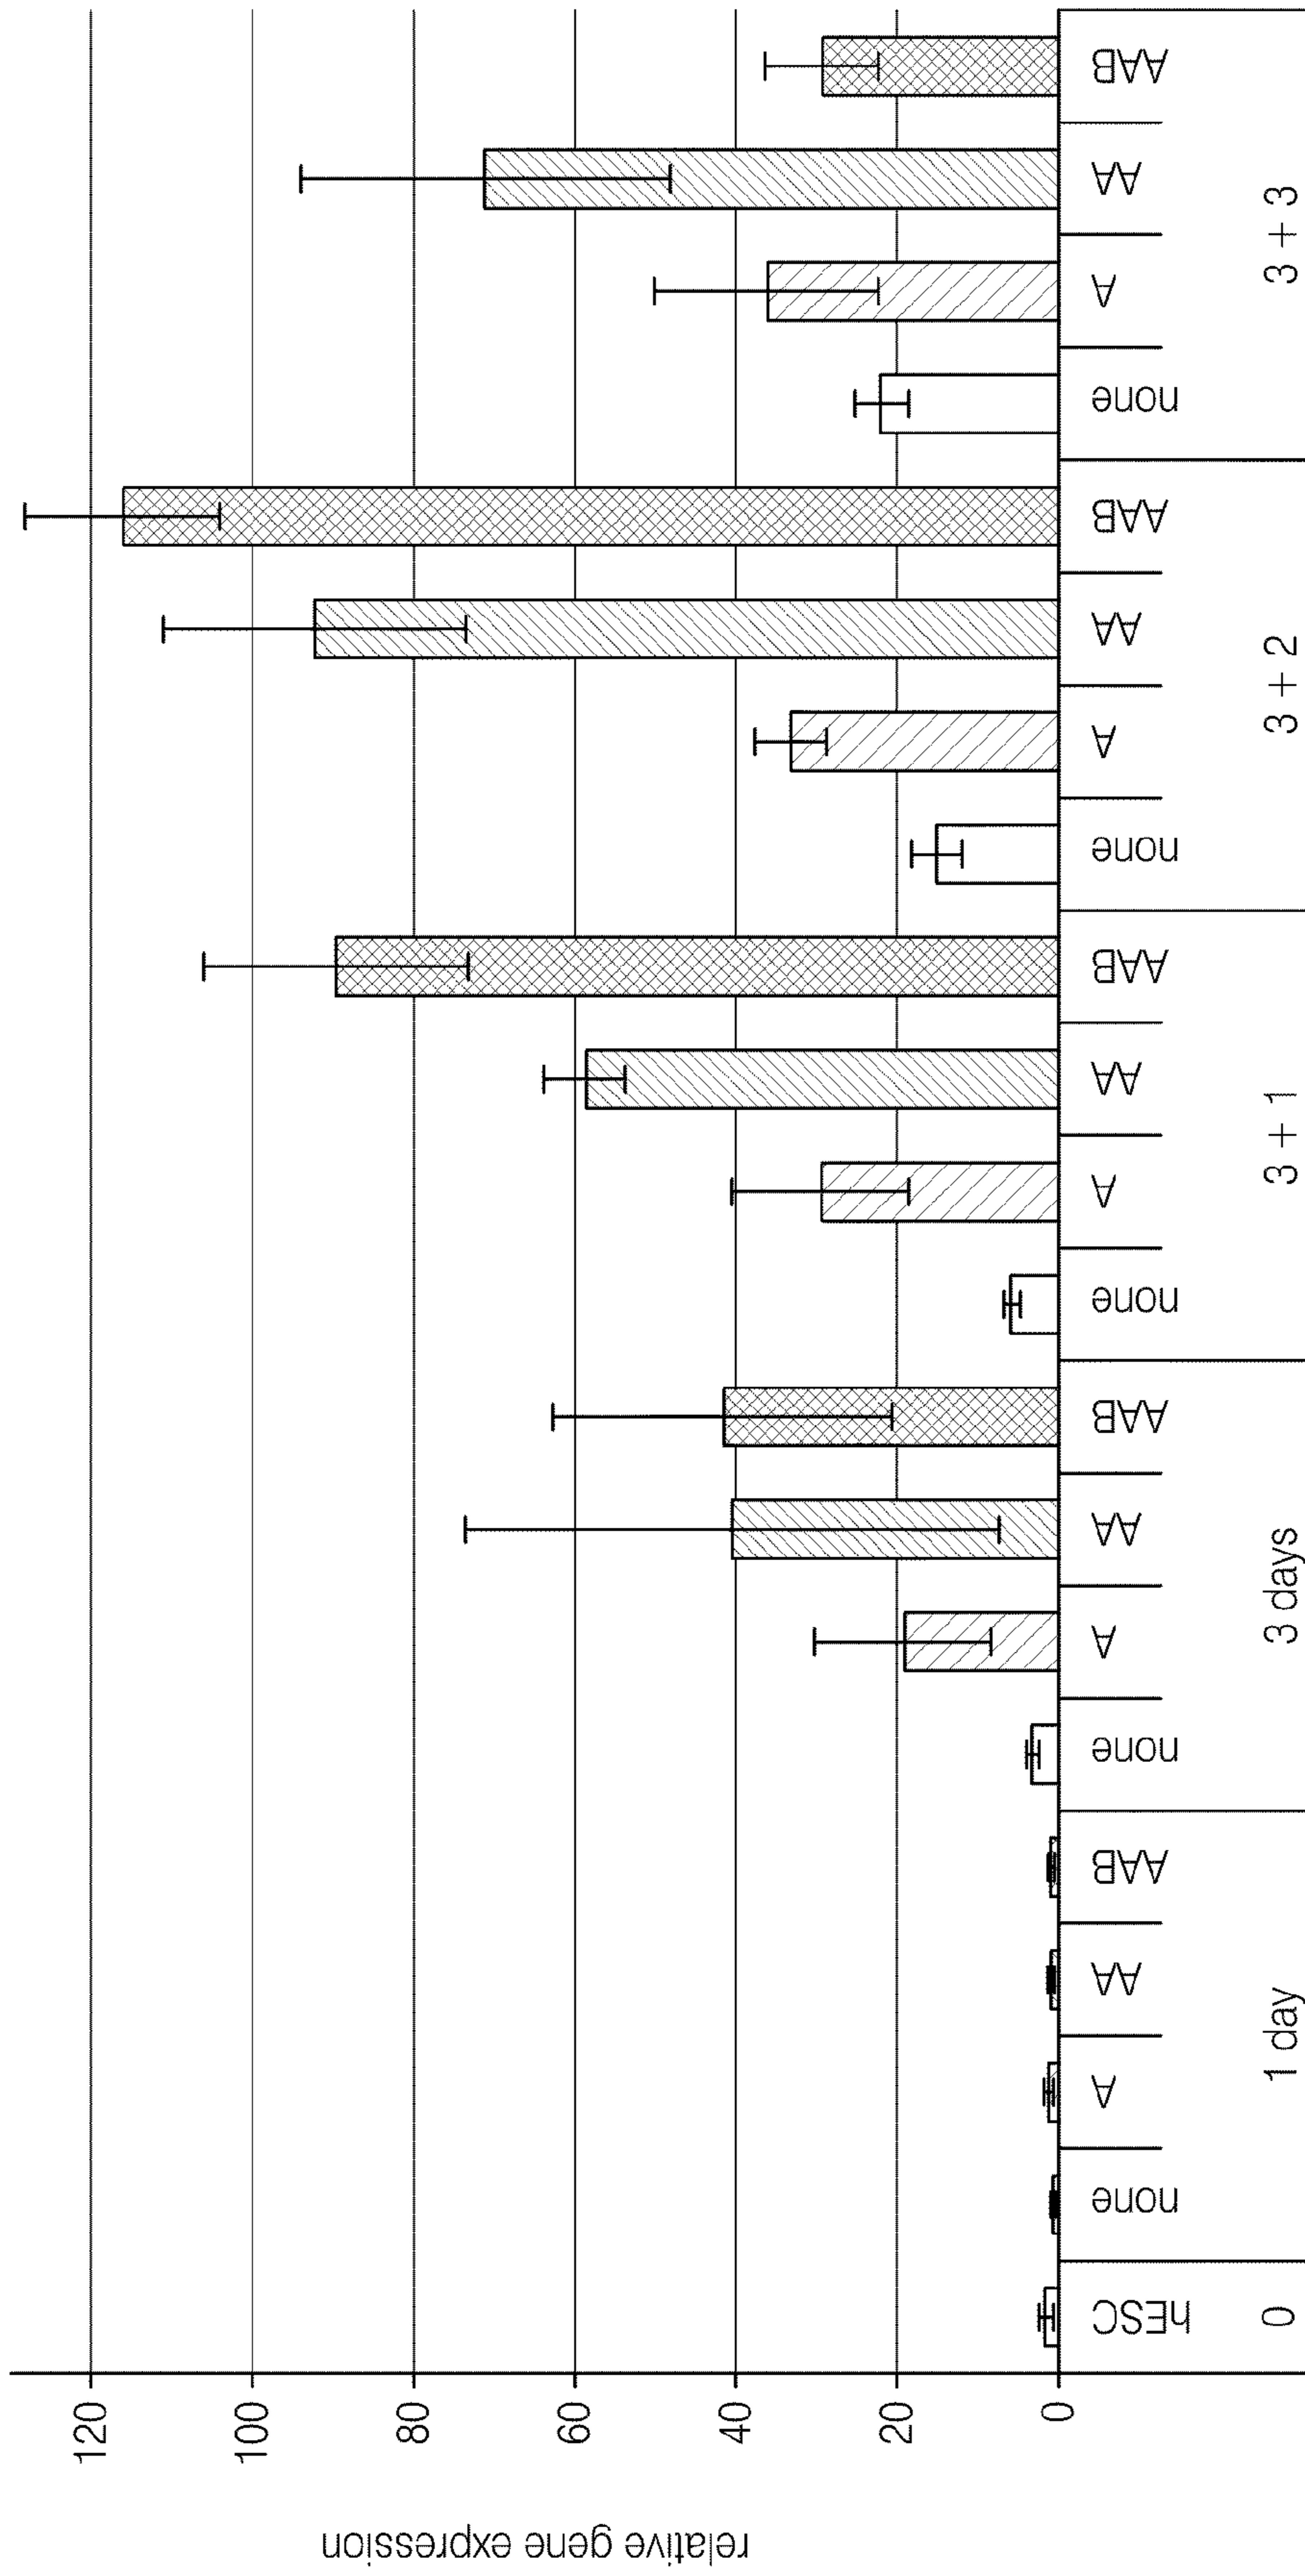 relative gene expression
120
100
80
60
40
20
0
hESC
none
A
AA
AAB
none
A
AA
AAB
none
A
AA
AAB
none
A
AA
AAB
none
A
AA
AAB
0
1 day
3 days
3 + 1
3 + 2
3 + 3